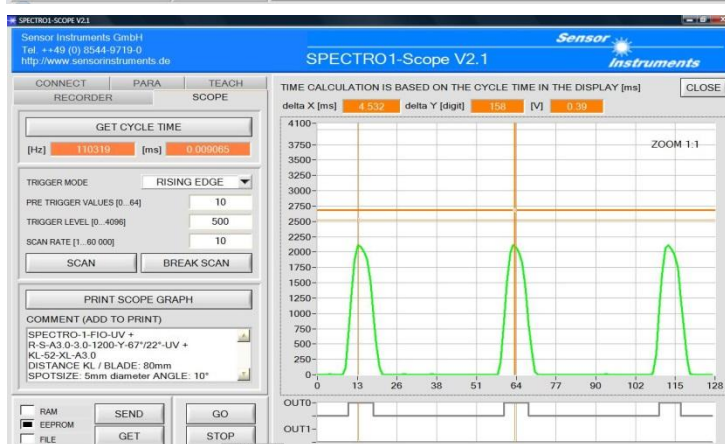 SPECTRO1-SCOPE V2.1
Sensor Instruments GmbH
Tel. ++49 (0) 8544-9719-0
http://www.sensorinstruments.de
SPECTRO1-Scope V2.1
Sensor
Instruments
CONNECT PARA TEACH
RECORDER SCOPE
GET CYCLE TIME
[Hz] 110319 [ms] 0.009065
TRIGGER MODE RISING EDGE
PRE TRIGGER VALUES [0...64] 10
TRIGGER LEVEL [0...4096] 500
SCAN RATE [1...60 000] 10
SCAN BREAK SCAN
PRINT SCOPE GRAPH
COMMENT (ADD TO PRINT)
SPECTRO-1-FIO-UV +
R-S-A3.0-3.0-1200-Y-67°/22°-UV +
KL-52-XL-A3.0
DISTANCE KL / BLADE: 80mm
SPOTSIZE: 5mm diameter ANGLE: 10°
RAM
EEPROM
FILE
SEND GO
GET STOP
TIME CALCULATION IS BASED ON THE CYCLE TIME IN THE DISPLAY [ms]
CLOSE
delta X [ms] 4.532 delta Y [digit] 158 [V] 0.39
ZOOM 1:1
4100
3750
3500
3250
3000
2750
2500
2250
2000
1750
1500
1250
1000
750
500
250
0
0 13 26 38 51 64 77 90 102 115 128
OUT0
OUT1